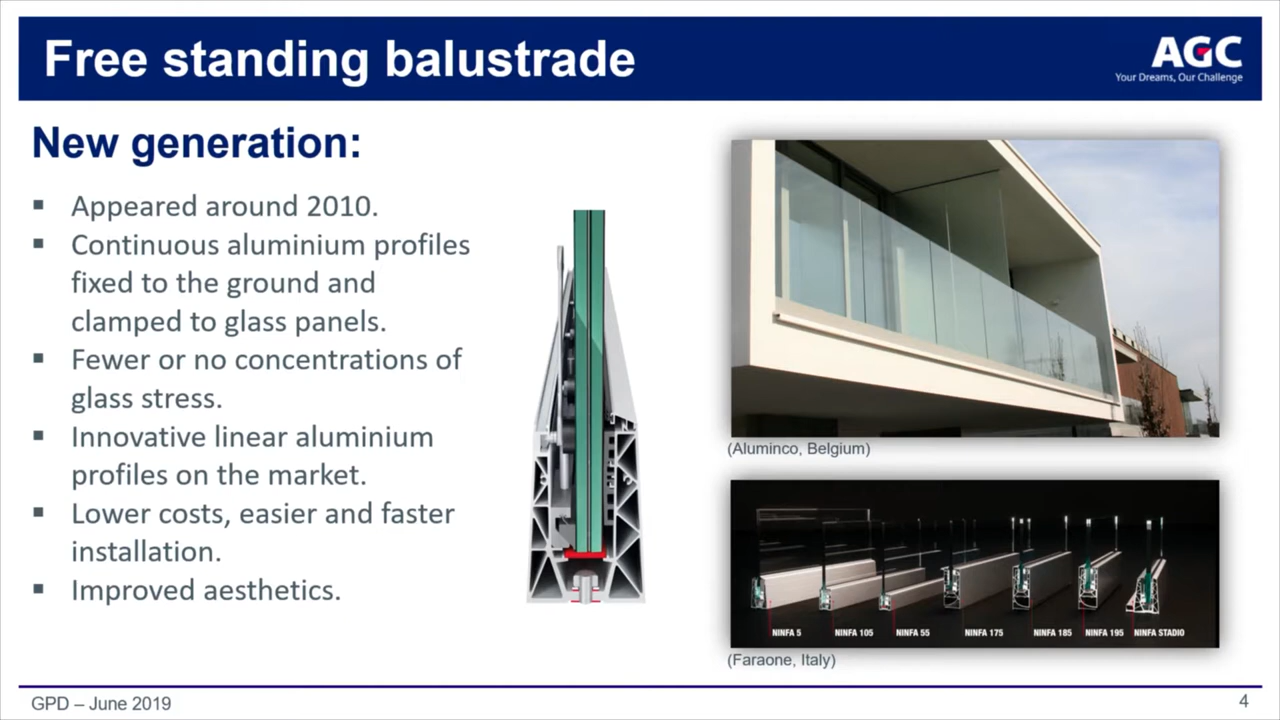 Free standing balustrade
AGC
Your Dreams, Our Challenge
New generation:
▪ Appeared around 2010.
▪ Continuous aluminium profiles
fixed to the ground and
clamped to glass panels.
▪ Fewer or no concentrations of
glass stress.
▪ Innovative linear aluminium
profiles on the market.
▪ Lower costs, easier and faster
installation.
▪ Improved aesthetics.
(Aluminco, Belgium)
NINFA 5 NINFA 105 NINFA 55 NINFA 175 NINFA 185 NINFA 195 NINFA STADIO
(Faraone, Italy)
GPD – June 2019
4